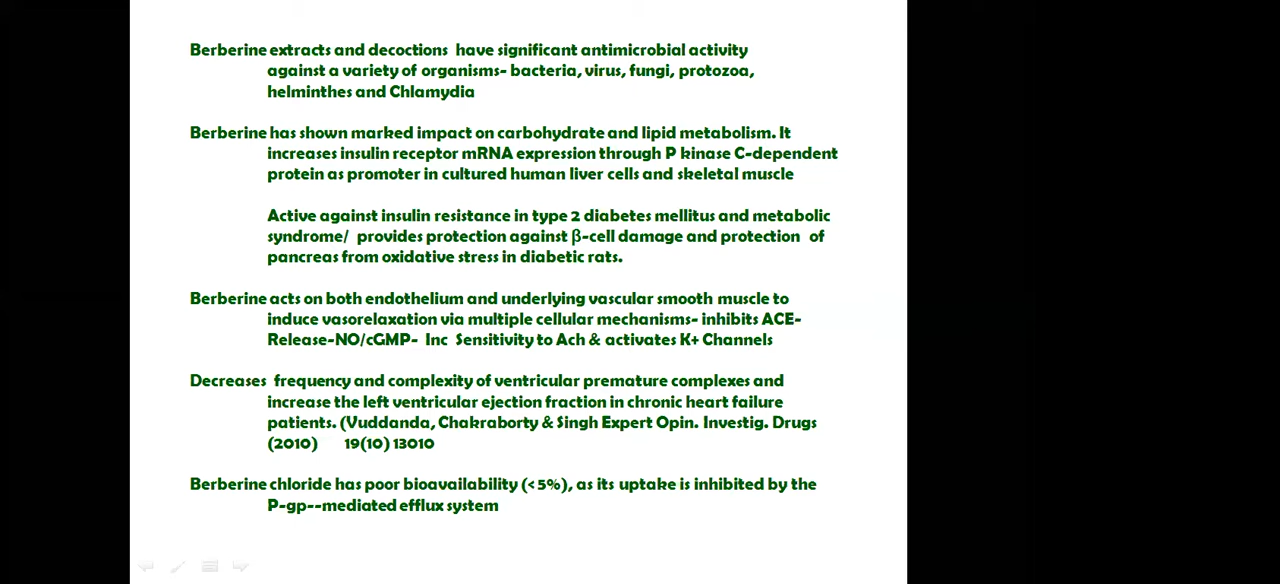 Berberine extracts and decoctions have significant antimicrobial activity
against a variety of organisms- bacteria, virus, fungi, protozoa,
helminthes and Chlamydia
Berberine has shown marked impact on carbohydrate and lipid metabolism. It
increases insulin receptor mRNA expression through P kinase C-dependent
protein as promoter in cultured human liver cells and skeletal muscle
Active against insulin resistance in type 2 diabetes mellitus and metabolic
syndrome/ provides protection against β-cell damage and protection of
pancreas from oxidative stress in diabetic rats.
Berberine acts on both endothelium and underlying vascular smooth muscle to
induce vasorelaxation via multiple cellular mechanisms- inhibits ACE-
Release-NO/cGMP- Inc Sensitivity to Ach & activates K+ Channels
Decreases frequency and complexity of ventricular premature complexes and
increase the left ventricular ejection fraction in chronic heart failure
patients. (Vuddanda, Chakraborty & Singh Expert Opin. Investig. Drugs
(2010) 19(10) 13010
Berberine chloride has poor bioavailability (<5%), as its uptake is inhibited by the
P-gp--mediated efflux system